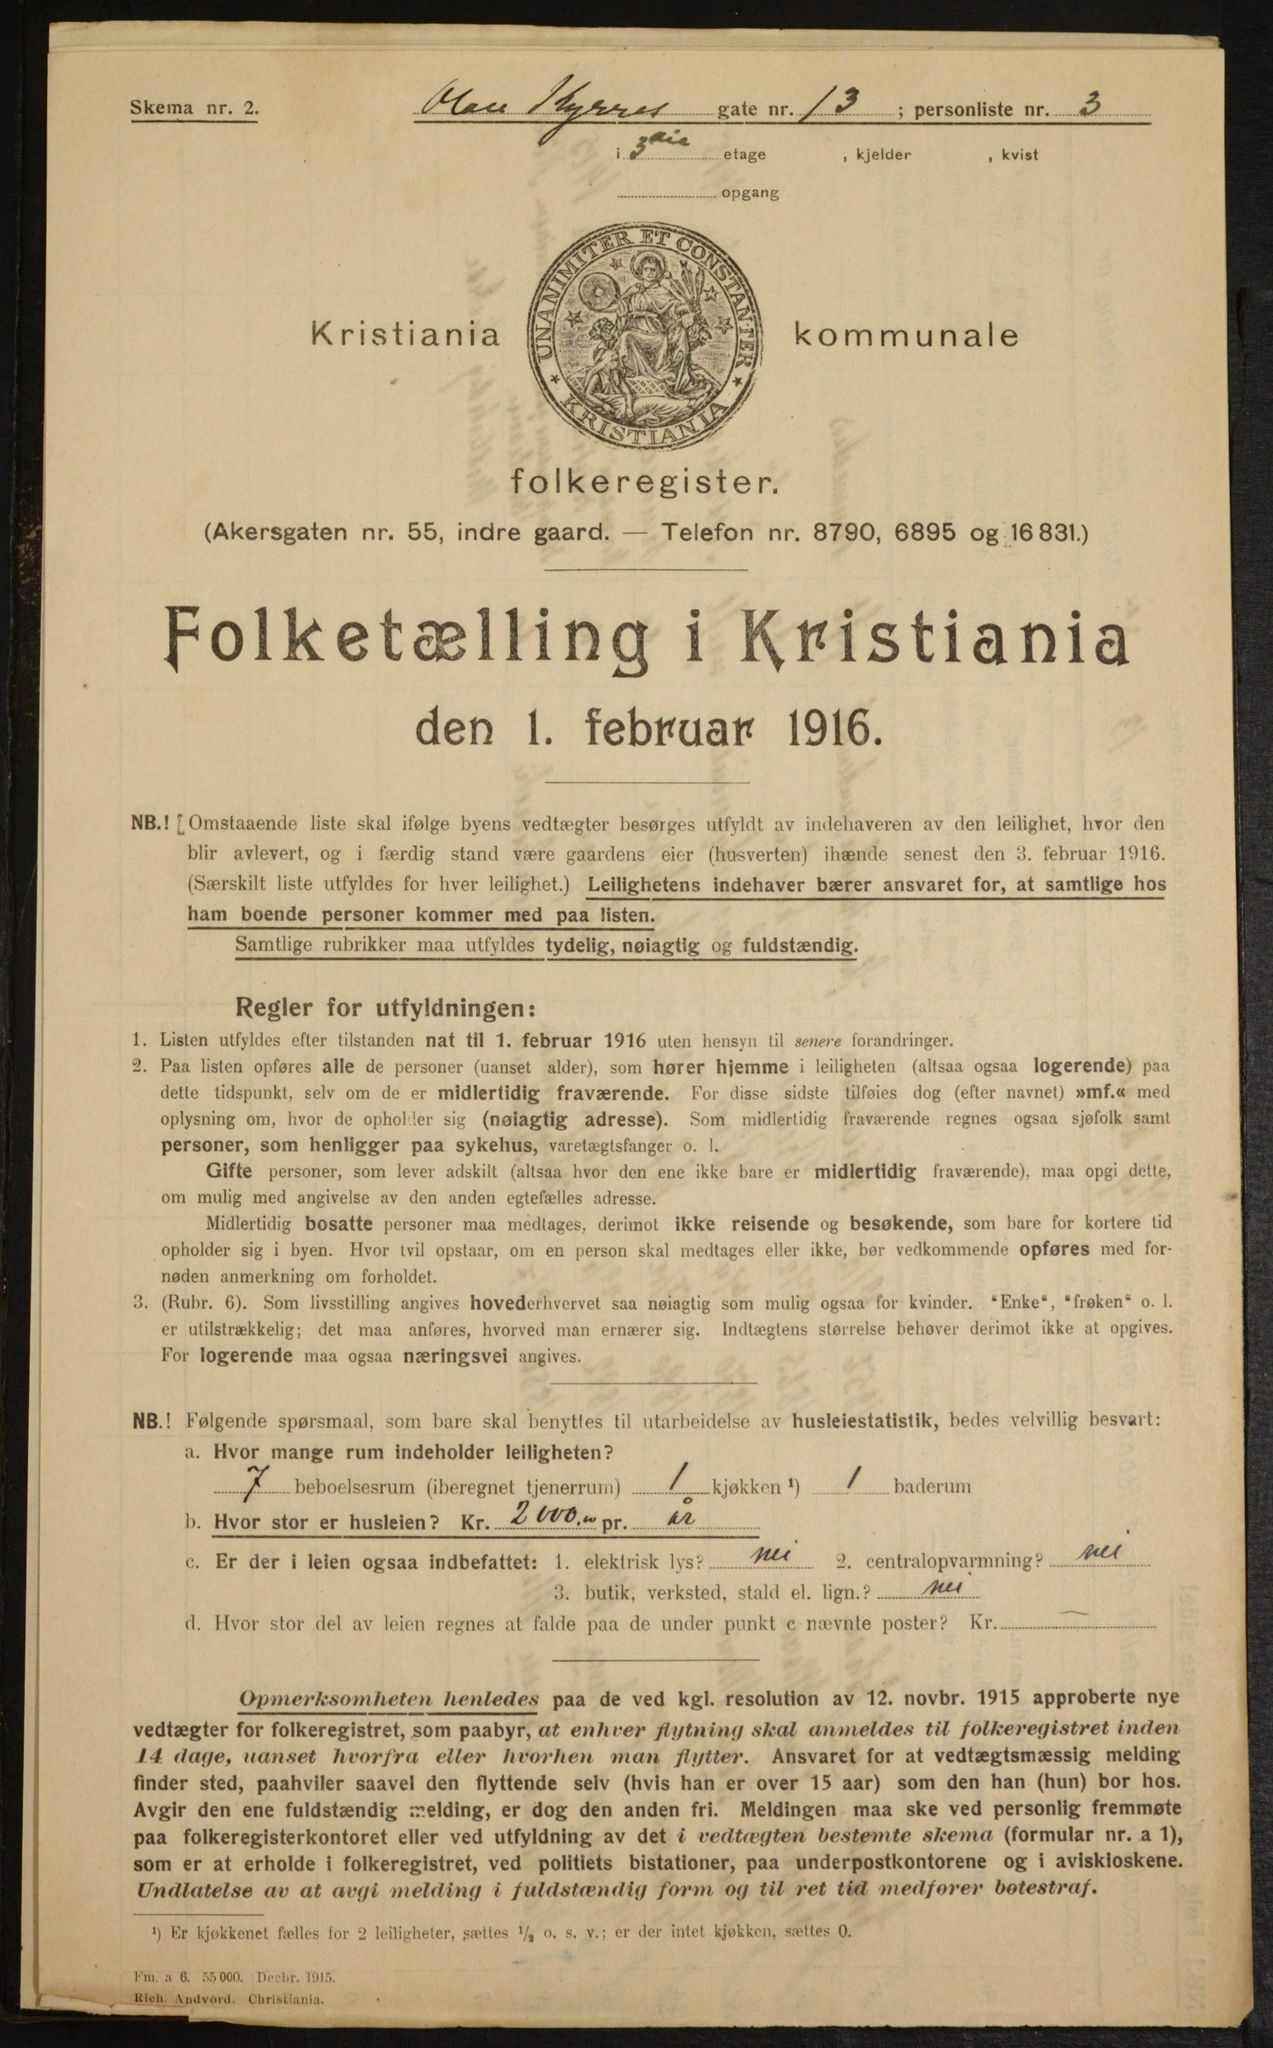 Skema nr. 2.
Olau Kyrres gate nr. 13 ; personliste nr. 3
i 3die etage , kjelder , kvist
opgang
UNANIMITER ET CONSTANTER
KRISTIANIA
Kristiania kommunale
folkeregister.
(Akersgaten nr. 55, indre gaard. — Telefon nr. 8790, 6895 og 16 831.)
Folketælling i Kristiania
den 1. februar 1916.
NB.! [Omstaaende liste skal ifølge byens vedtægter besørges utfyldt av indehaveren av den leilighet, hvor den
blir avlevert, og i færdig stand være gaardens eier (husverten) ihænde senest den 3. februar 1916.
(Særskilt liste utfyldes for hver leilighet.) Leilighetens indehaver bærer ansvaret for, at samtlige hos
ham boende personer kommer med paa listen.
Samtlige rubrikker maa utfyldes tydelig, nøiagtig og fuldstændig.
Regler for utfyldningen:
1. Listen utfyldes efter tilstanden nat til 1. februar 1916 uten hensyn til senere forandringer.
2. Paa listen opføres alle de personer (uanset alder), som hører hjemme i leiligheten (altsaa ogsaa logerende) paa
dette tidspunkt, selv om de er midlertidig fraværende. For disse sidste tilføies dog (efter navnet) »mf.« med
oplysning om, hvor de opholder sig (nøiagtig adresse). Som midlertidig fraværende regnes ogsaa sjøfolk samt
personer, som henligger paa sykehus, varetægtsfanger o. l.
Gifte personer, som lever adskilt (altsaa hvor den ene ikke bare er midlertidig fraværende), maa opgi dette,
om mulig med angivelse av den anden egtefælles adresse.
Midlertidig bosatte personer maa medtages, derimot ikke reisende og besøkende, som bare for kortere tid
opholder sig i byen. Hvor tvil opstaar, om en person skal medtages eller ikke, bør vedkommende opføres med for-
nøden anmerkning om forholdet.
3. (Rubr. 6). Som livsstilling angives hovederhvervet saa nøiagtig som mulig ogsaa for kvinder. "Enke", "frøken" o. l.
er utilstrækkelig; det maa anføres, hvorved man ernærer sig. Indtægtens størrelse behøver derimot ikke at opgives.
For logerende maa ogsaa næringsvei angives.
NB.! Følgende spørsmaal, som bare skal benyttes til utarbeidelse av husleiestatistik, bedes velvillig besvart:
a. Hvor mange rum indeholder leiligheten?
7 beboelsesrum (iberegnet tjenerrum) 1 kjøkken ¹) 1 baderum
b. Hvor stor er husleien? Kr. 2000.00 pr. år
c. Er der i leien ogsaa indbefattet: 1. elektrisk lys? nei 2. centralopvarmning? nei
3. butik, verksted, stald el. lign.? nei
d. Hvor stor del av leien regnes at falde paa de under punkt c nævnte poster? Kr. —
Opmerksomheten henledes paa de ved kgl. resolution av 12. novbr. 1915 approberte nye
vedtægter for folkeregistret, som paabyr, at enhver flytning skal anmeldes til folkeregistret inden
14 dage, uanset hvorfra eller hvorhen man flytter. Ansvaret for at vedtægtsmæssig melding
finder sted, paahviler saavel den flyttende selv (hvis han er over 15 aar) som den han (hun) bor hos.
Avgir den ene fuldstændig melding, er dog den anden fri. Meldingen maa ske ved personlig fremmøte
paa folkeregisterkontoret eller ved utfyldning av det i vedtægten bestemte skema (formular nr. a 1),
som er at erholde i folkeregistret, ved politiets bistationer, paa underpostkontorene og i aviskioskene.
Undlatelse av at avgi melding i fuldstændig form og til ret tid medfører bøtestraf.
¹) Er kjøkkenet fælles for 2 leiligheter, sættes ½ o. s. v.; er der intet kjøkken, sættes 0.
Fm. a 6. 55 000. Decbr. 1915.
Rich. Andvord. Christiania.